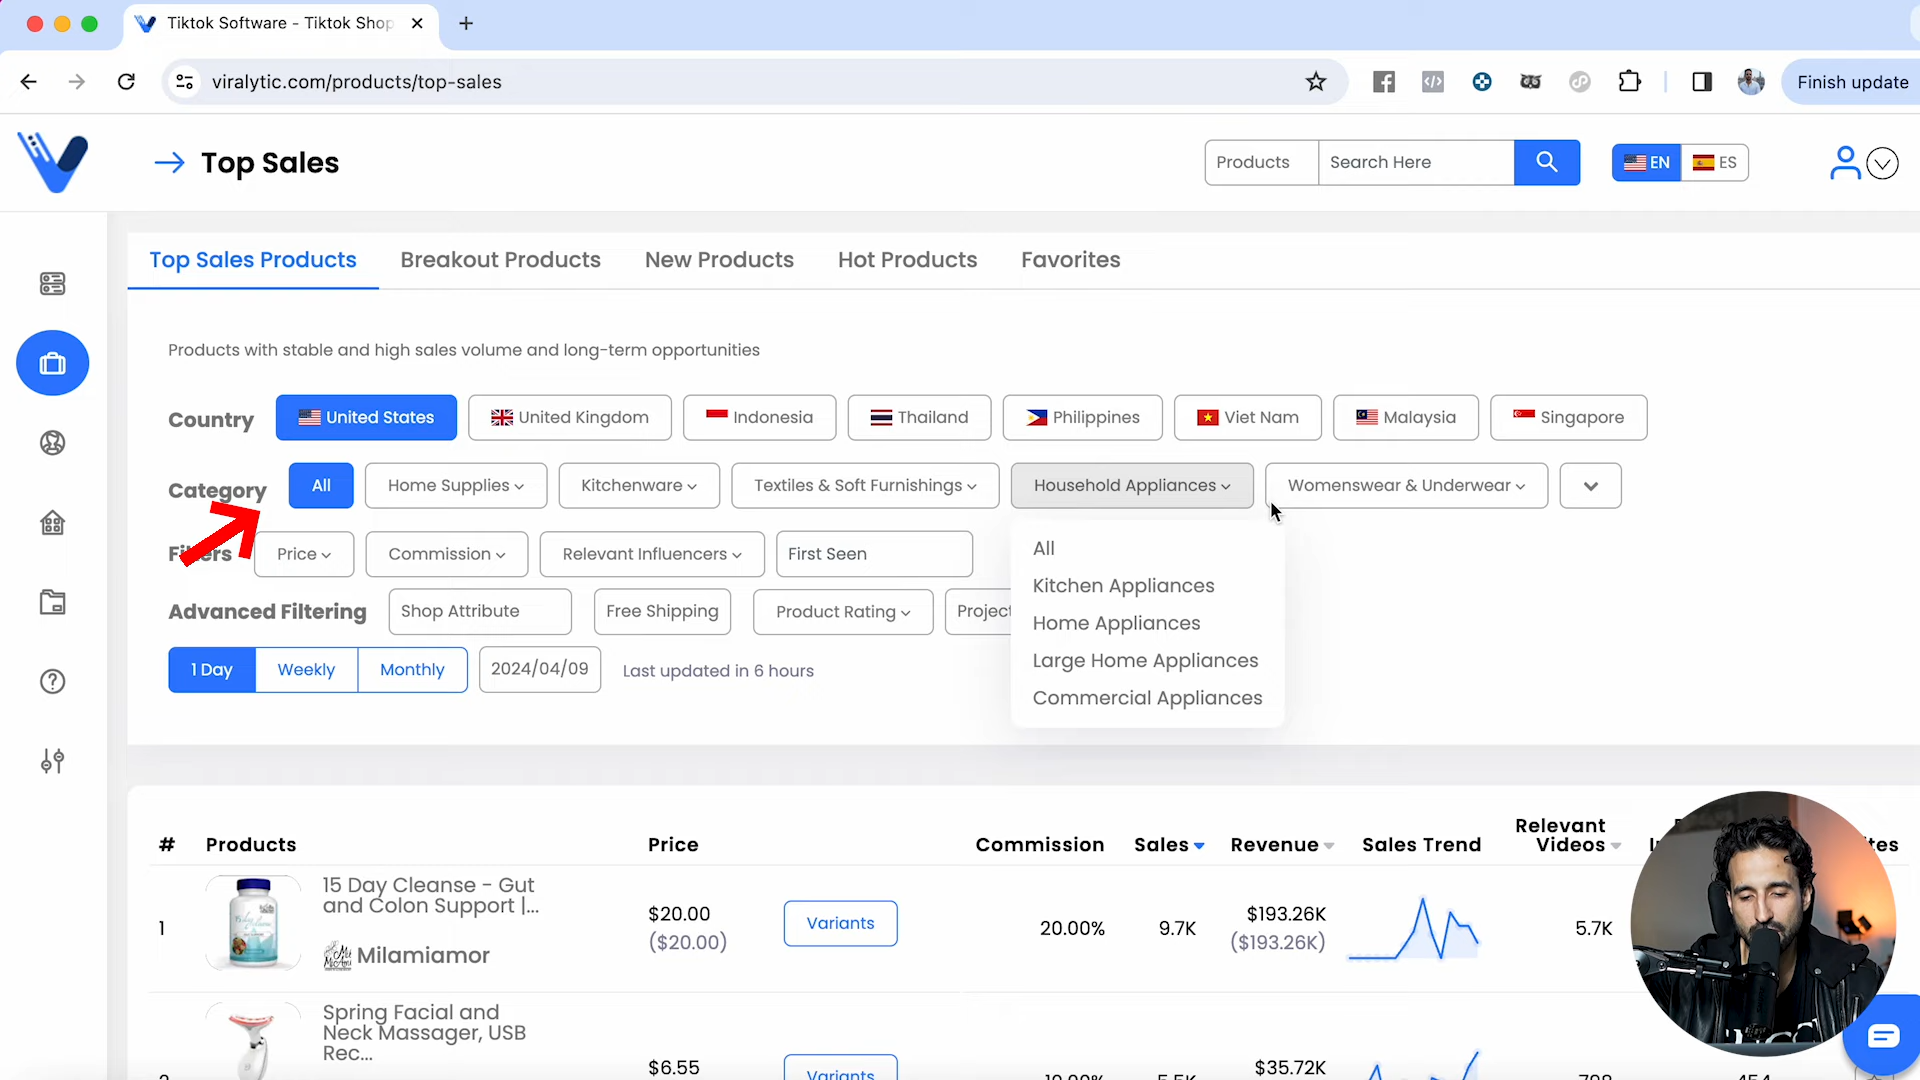 Tiktok Software - Tiktok Shop
viralytic.com/products/top-sales
Finish update
Top Sales
Products
Search Here
EN
ES
Top Sales Products
Breakout Products
New Products
Hot Products
Favorites
Products with stable and high sales volume and long-term opportunities
Country
United States
United Kingdom
Indonesia
Thailand
Philippines
Viet Nam
Malaysia
Singapore
Category
All
Home Supplies
Kitchenware
Textiles & Soft Furnishings
Household Appliances
Womenswear & Underwear
Filters
Price
Commission
Relevant Influencers
First Seen
All
Kitchen Appliances
Home Appliances
Large Home Appliances
Commercial Appliances
Advanced Filtering
Shop Attribute
Free Shipping
Product Rating
Project
1 Day
Weekly
Monthly
2024/04/09
Last updated in 6 hours
#
Products
Price
Commission
Sales
Revenue
Sales Trend
Relevant
Videos
1
15 Day Cleanse - Gut
and Colon Support |...
Milamiamor
$20.00
($20.00)
Variants
20.00%
9.7K
$193.26K
($193.26K)
5.7K
Spring Facial and
Neck Massager, USB
Rec...
$6.55
Variants
$35.72K